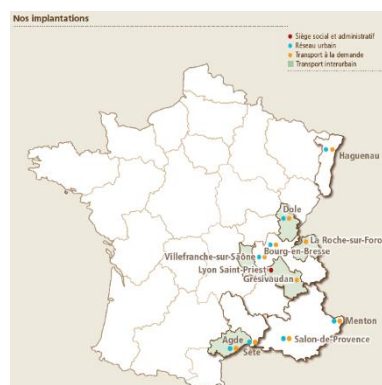 Nos implantations
Siège social et administratif
Réseau urbain
Transport à la demande
Transport interurbain
Haguenau
Dole
La Roche-sur-Foron
Bourg-en-Bresse
Villefranche-sur-Saône
Lyon Saint-Priest
Grésivaudan
Menton
Agde
Salon-de-Provence
Sète